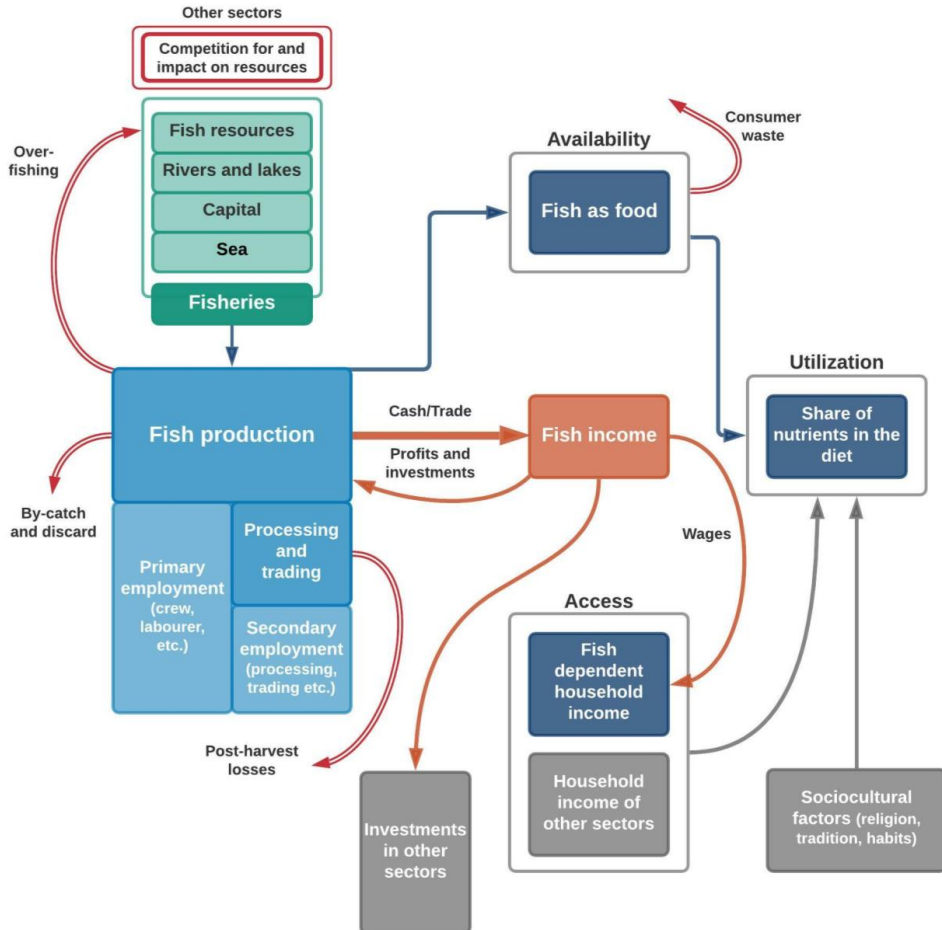 Other sectors
Competition for and
impact on resources
Fish resources
Rivers and lakes
Capital
Sea
Fisheries
Over-
fishing
Consumer
waste
Availability
Fish as food
Utilization
Share of
nutrients in the
diet
Fish production
Cash/Trade
Profits and
investments
Fish income
By-catch
and discard
Primary
employment
(crew,
labourer,
etc.)
Processing
and
trading
Secondary
employment
(processing,
trading etc.)
Wages
Access
Fish
dependent
household
income
Household
income of
other sectors
Post-harvest
losses
Investments
in other
sectors
Sociocultural
factors (religion,
tradition, habits)